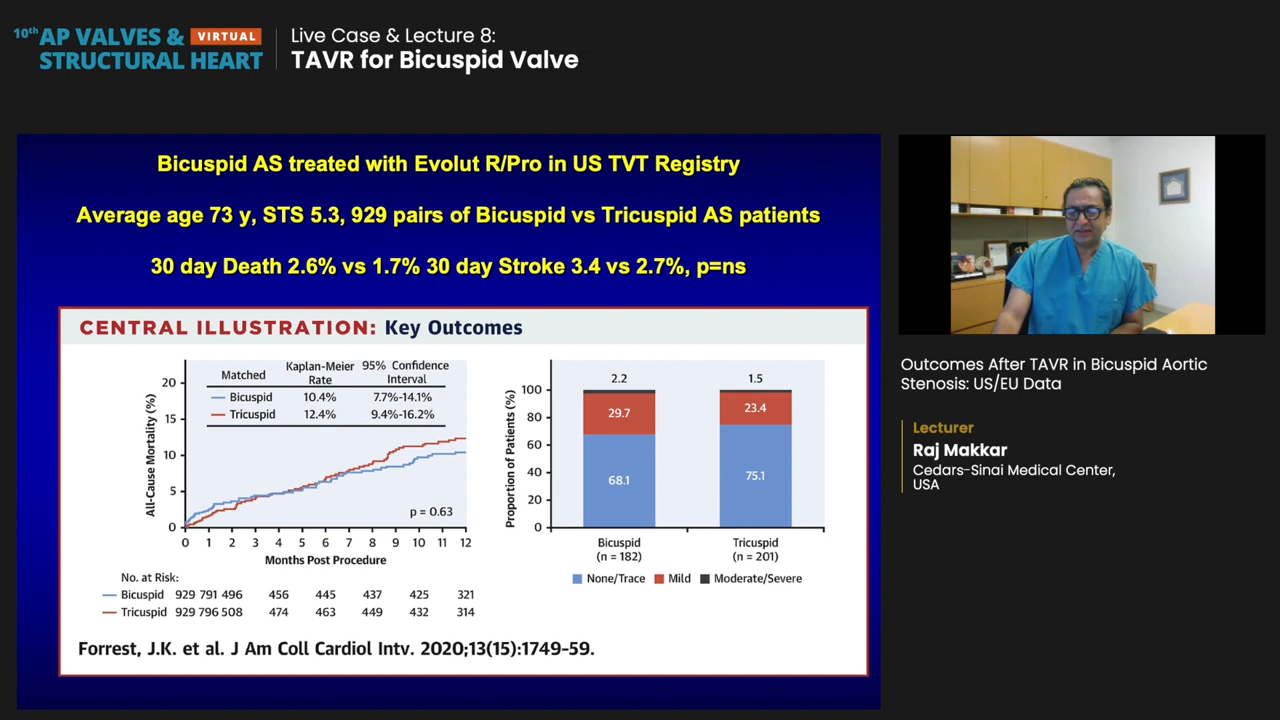 10th AP VALVES & VIRTUAL
STRUCTURAL HEART
Live Case & Lecture 8:
TAVR for Bicuspid Valve
Bicuspid AS treated with Evolut R/Pro in US TVT Registry
Average age 73 y, STS 5.3, 929 pairs of Bicuspid vs Tricuspid AS patients
30 day Death 2.6% vs 1.7% 30 day Stroke 3.4 vs 2.7%, p=ns
CENTRAL ILLUSTRATION: Key Outcomes
All-Cause Mortality (%)
20
15
10
5
0
Matched Kaplan-Meier Rate 95% Confidence Interval
Bicuspid 10.4% 7.7%-14.1%
Tricuspid 12.4% 9.4%-16.2%
p = 0.63
0 1 2 3 4 5 6 7 8 9 10 11 12
Months Post Procedure
No. at Risk:
Bicuspid 929 791 496 456 445 437 425 321
Tricuspid 929 796 508 474 463 449 432 314
Proportion of Patients (%)
100
80
60
40
20
0
2.2 1.5
29.7 23.4
68.1 75.1
Bicuspid Tricuspid
(n = 182) (n = 201)
None/Trace Mild Moderate/Severe
Forrest, J.K. et al. J Am Coll Cardiol Intv. 2020;13(15):1749-59.
Outcomes After TAVR in Bicuspid Aortic
Stenosis: US/EU Data
Lecturer
Raj Makkar
Cedars-Sinai Medical Center,
USA